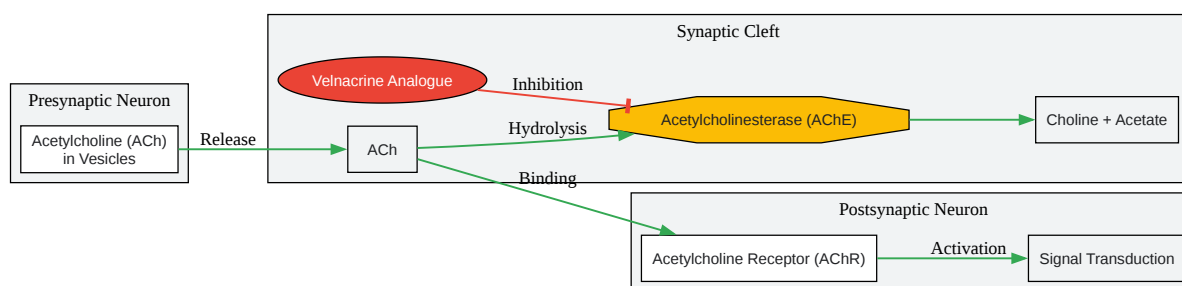 Synaptic Cleft
Velnacrine Analogue
Inhibition
Presynaptic Neuron
Acetylcholine (ACh)
in Vesicles
Release
ACh
Hydrolysis
Acetylcholinesterase (AChE)
Choline + Acetate
Binding
Postsynaptic Neuron
Acetylcholine Receptor (AChR)
Activation
Signal Transduction